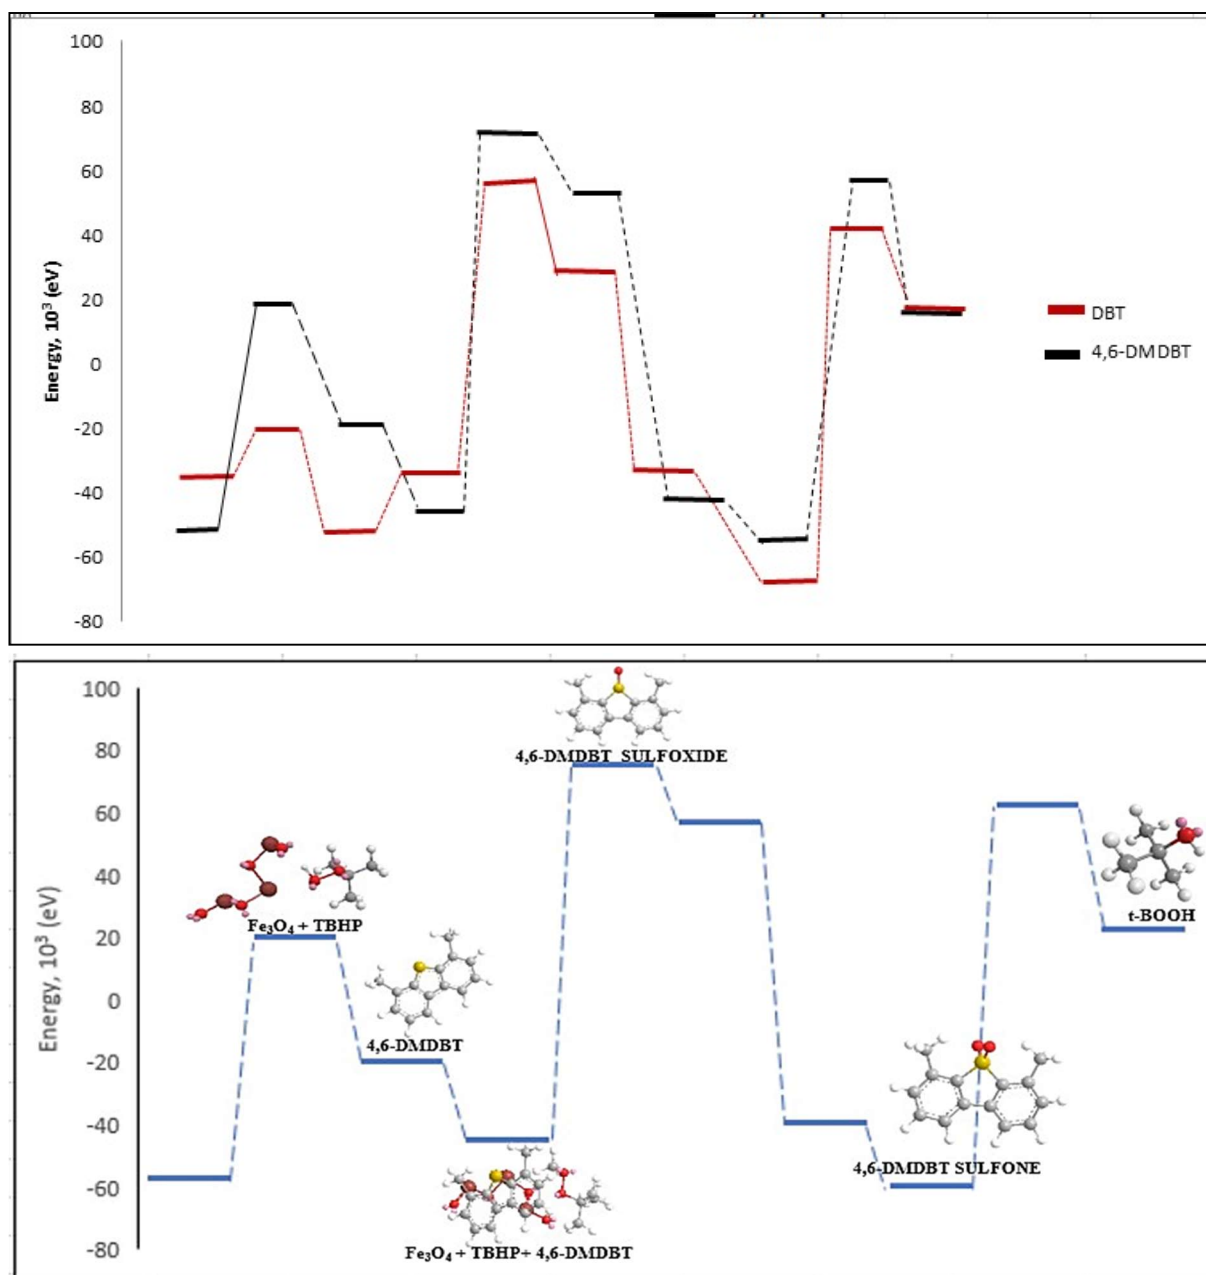 100
80
60
40
20
0
-20
-40
-60
-80
Energy, 10³ (eV)
DBT
4,6-DMDBT
100
80
60
40
20
0
-20
-40
-60
-80
Energy, 10³ (eV)
4,6-DMDBT SULFOXIDE
Fe₃O₄ + TBHP
t-BOOH
4,6-DMDBT
4,6-DMDBT SULFONE
Fe₃O₄ + TBHP+ 4,6-DMDBT